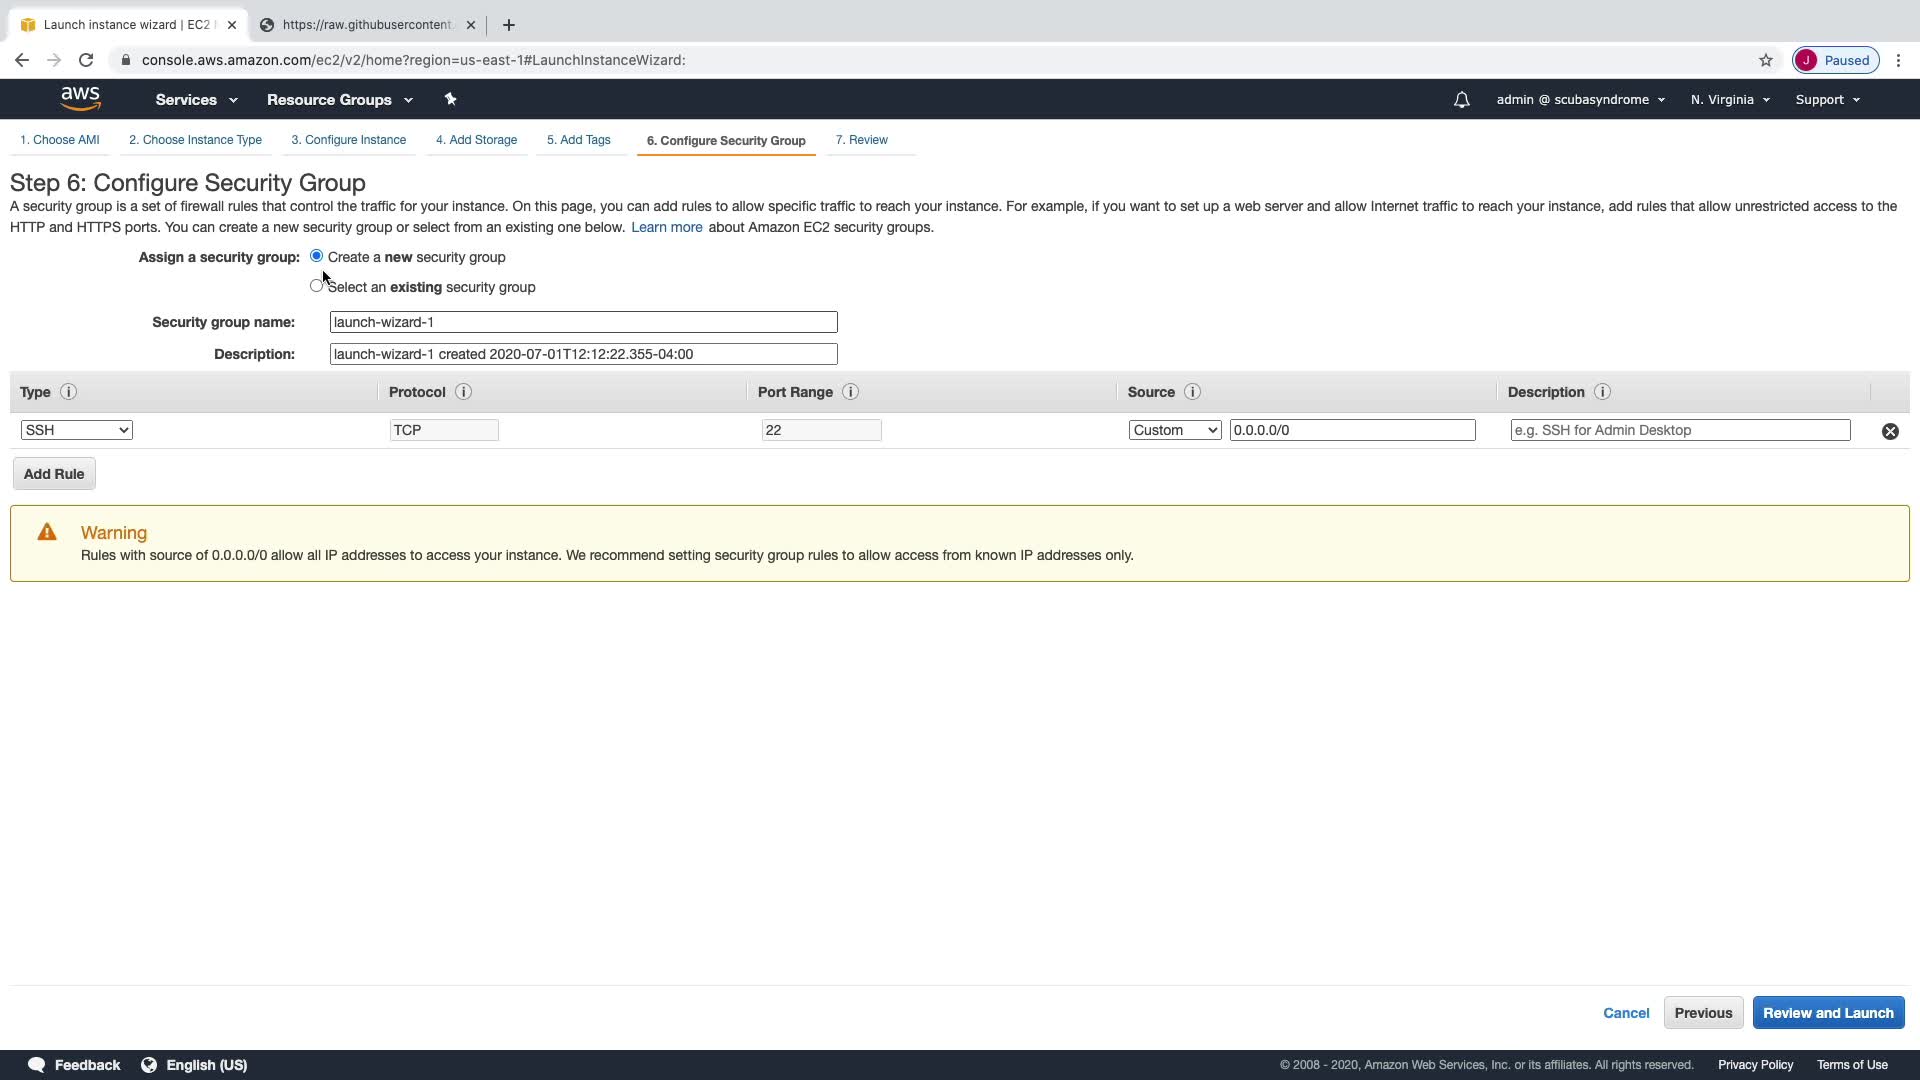 Launch instance wizard | EC2
https://raw.githubusercontent.
console.aws.amazon.com/ec2/v2/home?region=us-east-1#LaunchInstanceWizard:
J Paused
aws Services Resource Groups admin @ scubasyndrome N. Virginia Support
1. Choose AMI 2. Choose Instance Type 3. Configure Instance 4. Add Storage 5. Add Tags 6. Configure Security Group 7. Review
Step 6: Configure Security Group
A security group is a set of firewall rules that control the traffic for your instance. On this page, you can add rules to allow specific traffic to reach your instance. For example, if you want to set up a web server and allow Internet traffic to reach your instance, add rules that allow unrestricted access to the
HTTP and HTTPS ports. You can create a new security group or select from an existing one below. Learn more about Amazon EC2 security groups.
Assign a security group: Create a new security group
Select an existing security group
Security group name: launch-wizard-1
Description: launch-wizard-1 created 2020-07-01T12:12:22.355-04:00
Type i Protocol i Port Range i Source i Description i
SSH TCP 22 Custom 0.0.0.0/0 e.g. SSH for Admin Desktop
Add Rule
Warning
Rules with source of 0.0.0.0/0 allow all IP addresses to access your instance. We recommend setting security group rules to allow access from known IP addresses only.
Cancel Previous Review and Launch
Feedback English (US) © 2008 - 2020, Amazon Web Services, Inc. or its affiliates. All rights reserved. Privacy Policy Terms of Use